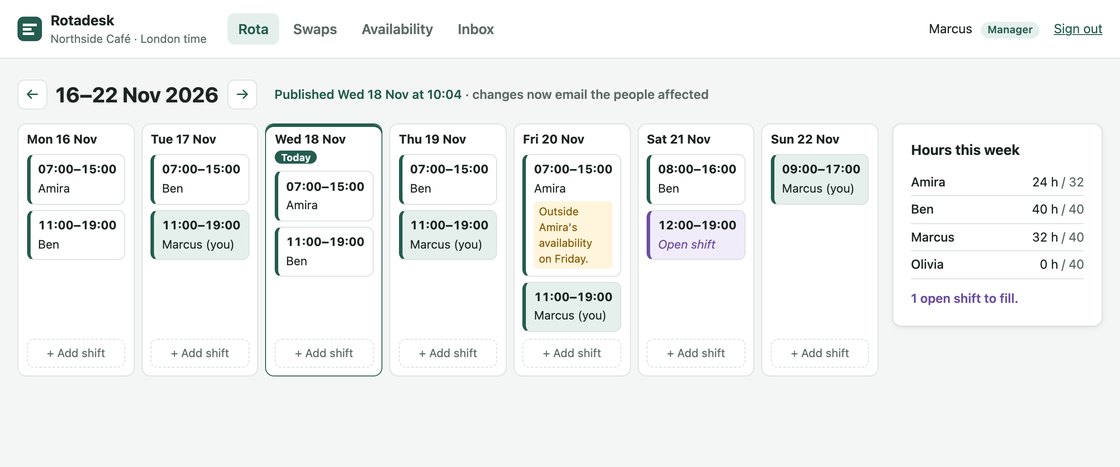 Rotadesk
Northside Café · London time
Rota
Swaps
Availability
Inbox
Marcus
Manager
Sign out
←
16–22 Nov 2026
→
Published Wed 18 Nov at 10:04 · changes now email the people affected
Mon 16 Nov
07:00–15:00
Amira
11:00–19:00
Ben
+ Add shift
Tue 17 Nov
07:00–15:00
Ben
11:00–19:00
Marcus (you)
+ Add shift
Wed 18 Nov
Today
07:00–15:00
Amira
11:00–19:00
Ben
+ Add shift
Thu 19 Nov
07:00–15:00
Ben
11:00–19:00
Marcus (you)
+ Add shift
Fri 20 Nov
07:00–15:00
Amira
Outside
Amira's
availability
on Friday.
11:00–19:00
Marcus (you)
+ Add shift
Sat 21 Nov
08:00–16:00
Ben
12:00–19:00
Open shift
+ Add shift
Sun 22 Nov
09:00–17:00
Marcus (you)
+ Add shift
Hours this week
Amira 24 h / 32
Ben 40 h / 40
Marcus 32 h / 40
Olivia 0 h / 40
1 open shift to fill.